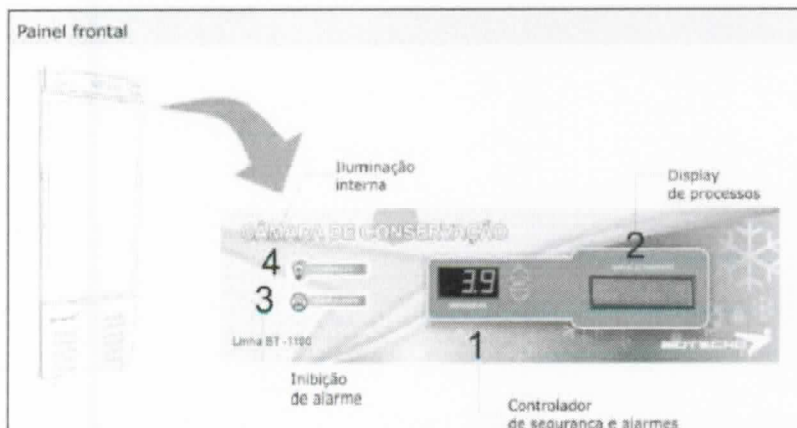 Painel frontal
Iluminação
interna
Display
de processos
CÂMARA DE CONSERVAÇÃO
4
2
3.9
3
Linha BT -1100
1
BIOTECNO
Inibição
de alarme
Controlador
de segurança e alarmes